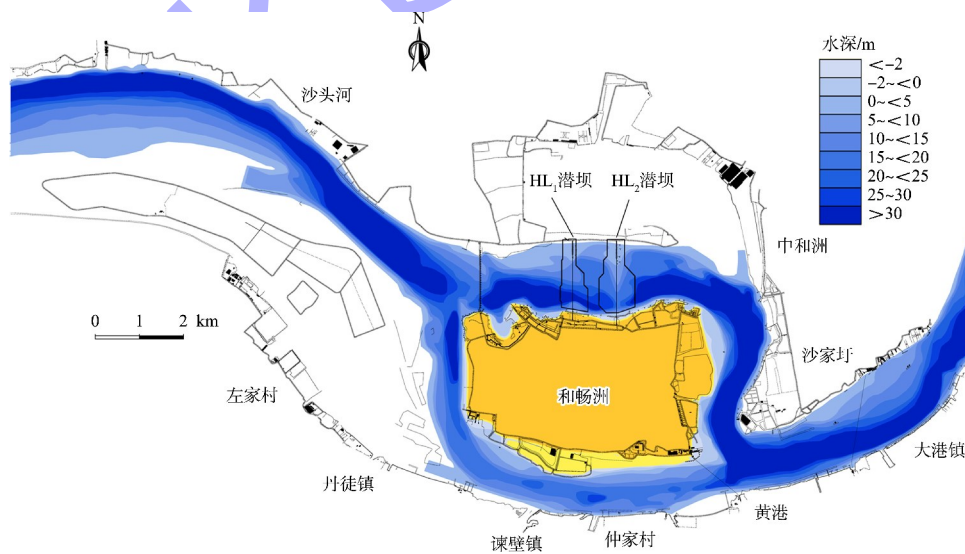 N
水深/m
<-2
-2~<0
0~<5
5~<10
10~<15
15~<20
20~<25
25~30
>30
沙头河
HL₁潜坝
HL₂潜坝
中和洲
0 1 2 km
沙家圩
左家村
和畅洲
大港镇
丹徒镇
黄港
谏壁镇
仲家村